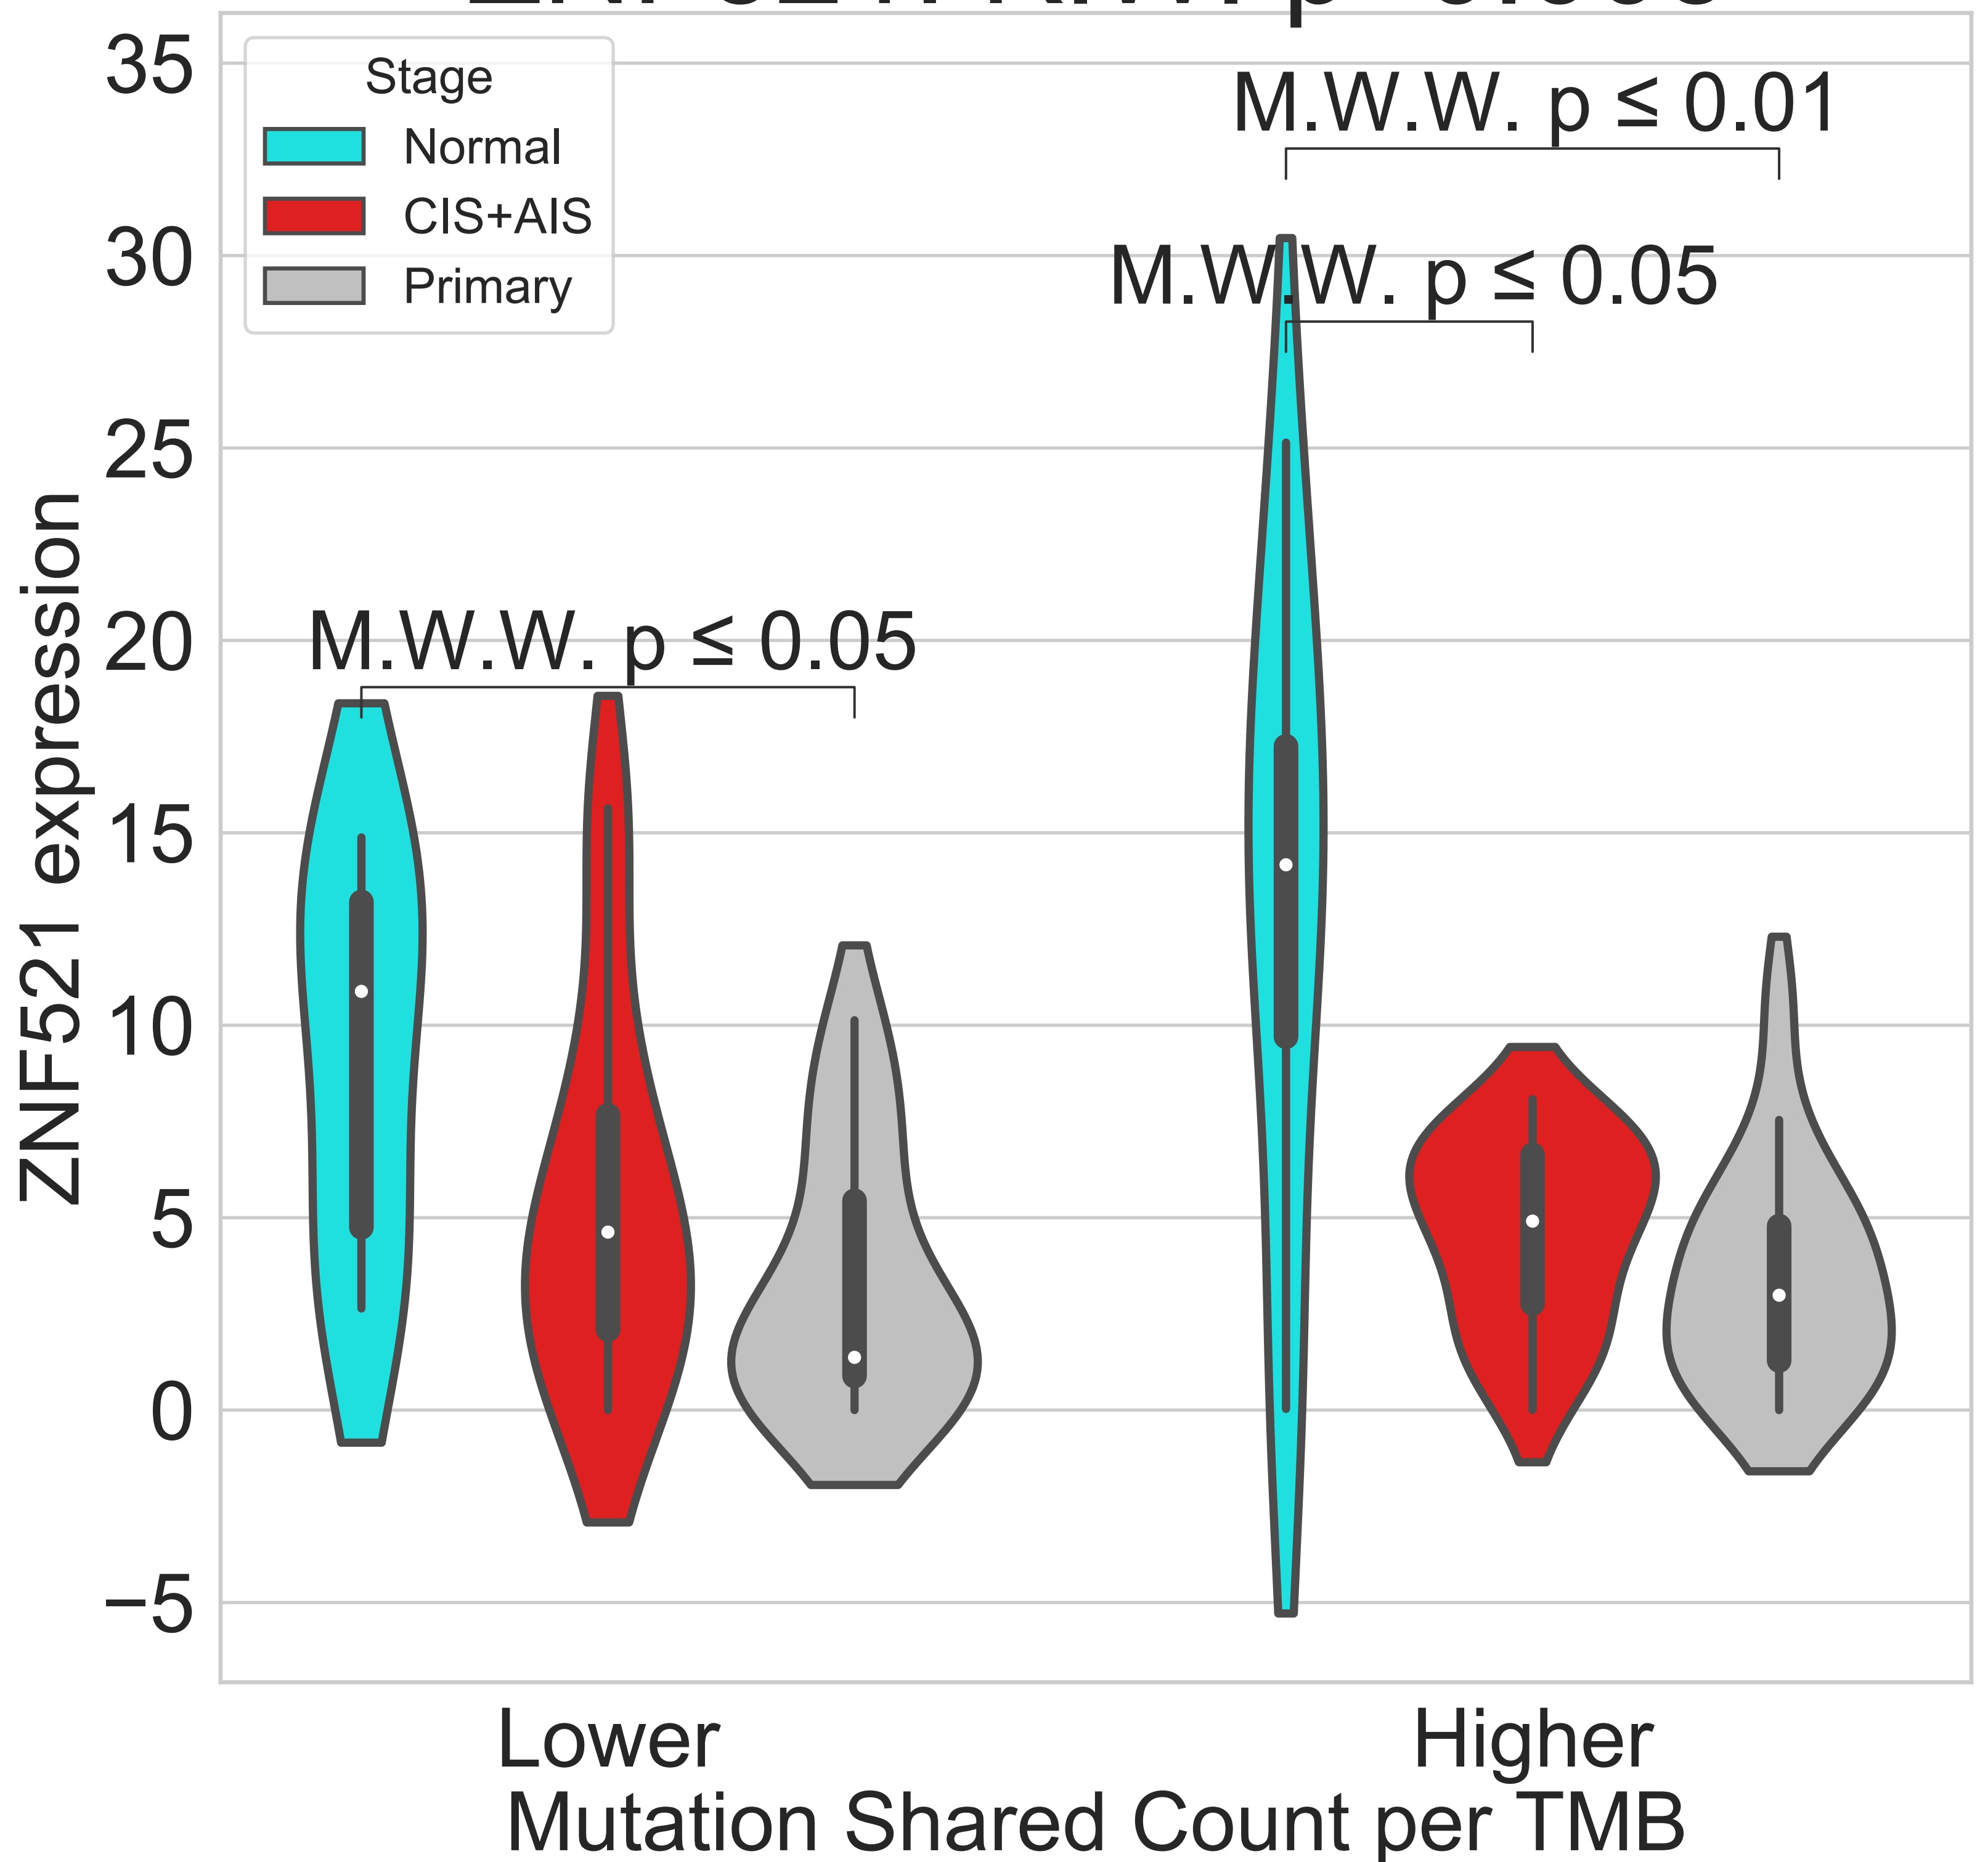 35
Stage
Normal
CIS+AIS
Primary
M.W.W. p ≤ 0.01
30
M.W.W. p ≤ 0.05
25
20
M.W.W. p ≤ 0.05
15
10
5
0
−5
ZNF521 expression
Lower
Higher
Mutation Shared Count per TMB